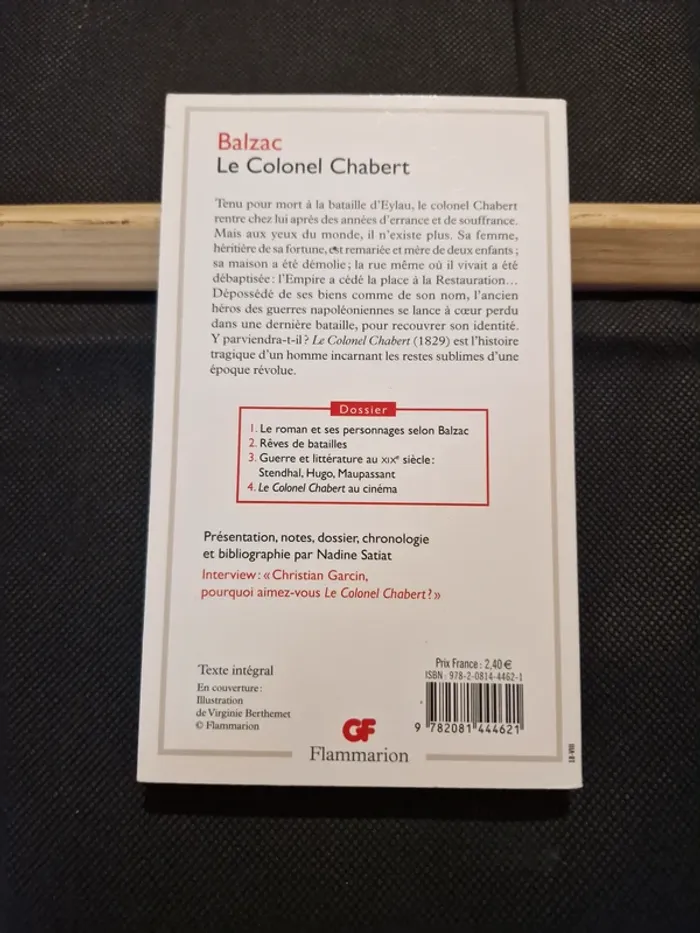 Balzac
Le Colonel Chabert
Tenu pour mort à la bataille d'Eylau, le colonel Chabert
rentre chez lui après des années d'errance et de souffrance.
Mais aux yeux du monde, il n'existe plus. Sa femme,
héritière de sa fortune, est remariée et mère de deux enfants ;
sa maison a été démolie ; la rue même où il vivait a été
débaptisée : l'Empire a cédé la place à la Restauration...
Dépossédé de ses biens comme de son nom, l'ancien
héros des guerres napoléoniennes se lance à cœur perdu
dans une dernière bataille, pour recouvrer son identité.
Y parviendra-t-il ? Le Colonel Chabert (1829) est l'histoire
tragique d'un homme incarnant les restes sublimes d'une
époque révolue.
Dossier
1. Le roman et ses personnages selon Balzac
2. Rêves de batailles
3. Guerre et littérature au XIXe siècle :
Stendhal, Hugo, Maupassant
4. Le Colonel Chabert au cinéma
Présentation, notes, dossier, chronologie
et bibliographie par Nadine Satiat
Interview : « Christian Garcin,
pourquoi aimez-vous Le Colonel Chabert ? »
Texte intégral
En couverture :
Illustration
de Virginie Berthemet
© Flammarion
GF
Flammarion
Prix France : 2,40 €
ISBN : 978-2-0814-4462-1
9 782081 444621
18-VIII